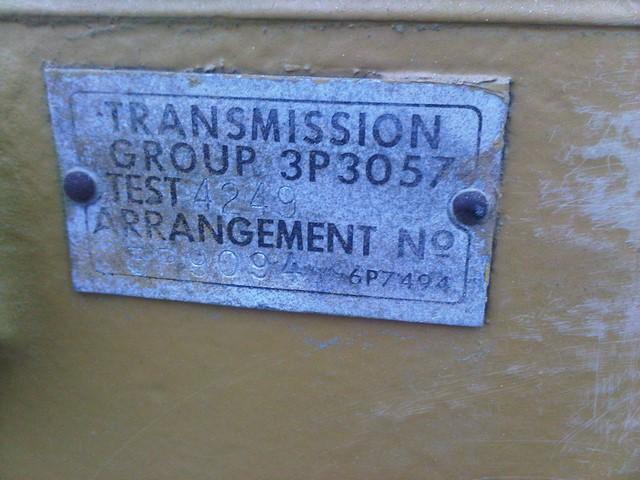 TRANSMISSION
GROUP 3P3057
TEST 4249
ARRANGEMENT Nº
6P7494